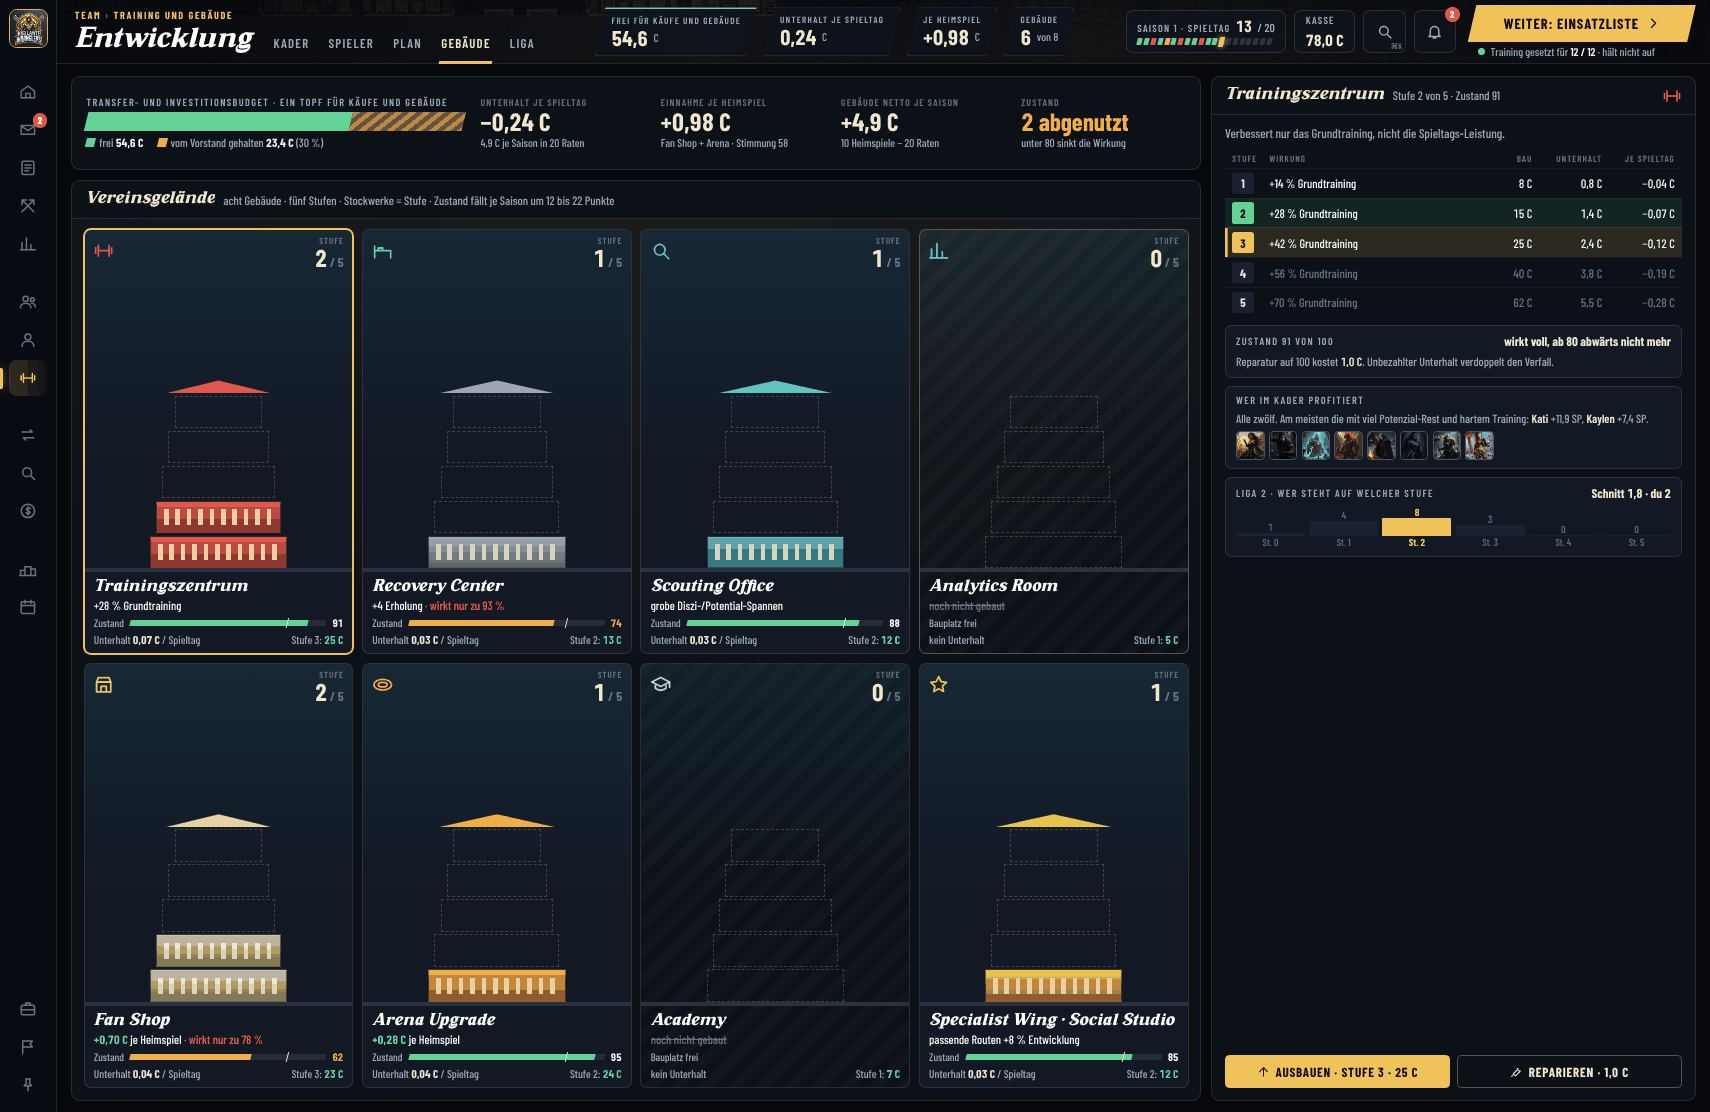 TEAM › TRAINING UND GEBÄUDE
Entwicklung
KADER
SPIELER
PLAN
GEBÄUDE
LIGA
FREI FÜR KÄUFE UND GEBÄUDE
54,6 C
UNTERHALT JE SPIELTAG
0,24 C
JE HEIMSPIEL
+0,98 C
GEBÄUDE
6 von 8
SAISON 1 · SPIELTAG 13 / 20
KASSE
78,0 C
⌘K
2
WEITER: EINSATZLISTE
Training gesetzt für 12 / 12 · hält nicht auf
2
TRANSFER- UND INVESTITIONSBUDGET · EIN TOPF FÜR KÄUFE UND GEBÄUDE
frei 54,6 C
vom Vorstand gehalten 23,4 C (30 %)
UNTERHALT JE SPIELTAG
−0,24 C
4,9 C je Saison in 20 Raten
EINNAHME JE HEIMSPIEL
+0,98 C
Fan Shop + Arena · Stimmung 58
GEBÄUDE NETTO JE SAISON
+4,9 C
10 Heimspiele − 20 Raten
ZUSTAND
2 abgenutzt
unter 80 sinkt die Wirkung
Vereinsgelände
acht Gebäude · fünf Stufen · Stockwerke = Stufe · Zustand fällt je Saison um 12 bis 22 Punkte
STUFE
2 / 5
Trainingszentrum
+28 % Grundtraining
Zustand 91
Unterhalt 0,07 C / Spieltag
Stufe 3: 25 C
STUFE
1 / 5
Recovery Center
+4 Erholung · wirkt nur zu 93 %
Zustand 74
Unterhalt 0,03 C / Spieltag
Stufe 2: 13 C
STUFE
1 / 5
Scouting Office
grobe Diszi-/Potential-Spannen
Zustand 88
Unterhalt 0,03 C / Spieltag
Stufe 2: 12 C
STUFE
0 / 5
Analytics Room
noch nicht gebaut
Bauplatz frei
kein Unterhalt
Stufe 1: 5 C
STUFE
2 / 5
Fan Shop
+0,70 C je Heimspiel · wirkt nur zu 78 %
Zustand 62
Unterhalt 0,04 C / Spieltag
Stufe 3: 23 C
STUFE
1 / 5
Arena Upgrade
+0,28 C je Heimspiel
Zustand 95
Unterhalt 0,04 C / Spieltag
Stufe 2: 24 C
STUFE
0 / 5
Academy
noch nicht gebaut
Bauplatz frei
kein Unterhalt
Stufe 1: 7 C
STUFE
1 / 5
Specialist Wing · Social Studio
passende Routen +8 % Entwicklung
Zustand 85
Unterhalt 0,03 C / Spieltag
Stufe 2: 12 C
Trainingszentrum
Stufe 2 von 5 · Zustand 91
Verbessert nur das Grundtraining, nicht die Spieltags-Leistung.
STUFE WIRKUNG BAU UNTERHALT JE SPIELTAG
1 +14 % Grundtraining 8 C 0,8 C −0,04 C
2 +28 % Grundtraining 15 C 1,4 C −0,07 C
3 +42 % Grundtraining 25 C 2,4 C −0,12 C
4 +56 % Grundtraining 40 C 3,8 C −0,19 C
5 +70 % Grundtraining 62 C 5,5 C −0,28 C
ZUSTAND 91 VON 100
wirkt voll, ab 80 abwärts nicht mehr
Reparatur auf 100 kostet 1,0 C. Unbezahlter Unterhalt verdoppelt den Verfall.
WER IM KADER PROFITIERT
Alle zwölf. Am meisten die mit viel Potenzial-Rest und hartem Training: Kati +11,9 SP, Kaylen +7,4 SP.
LIGA 2 · WER STEHT AUF WELCHER STUFE
Schnitt 1,8 · du 2
1 4 8 3 0 0
St. 0 St. 1 St. 2 St. 3 St. 4 St. 5
AUSBAUEN · STUFE 3 · 25 C
REPARIEREN · 1,0 C